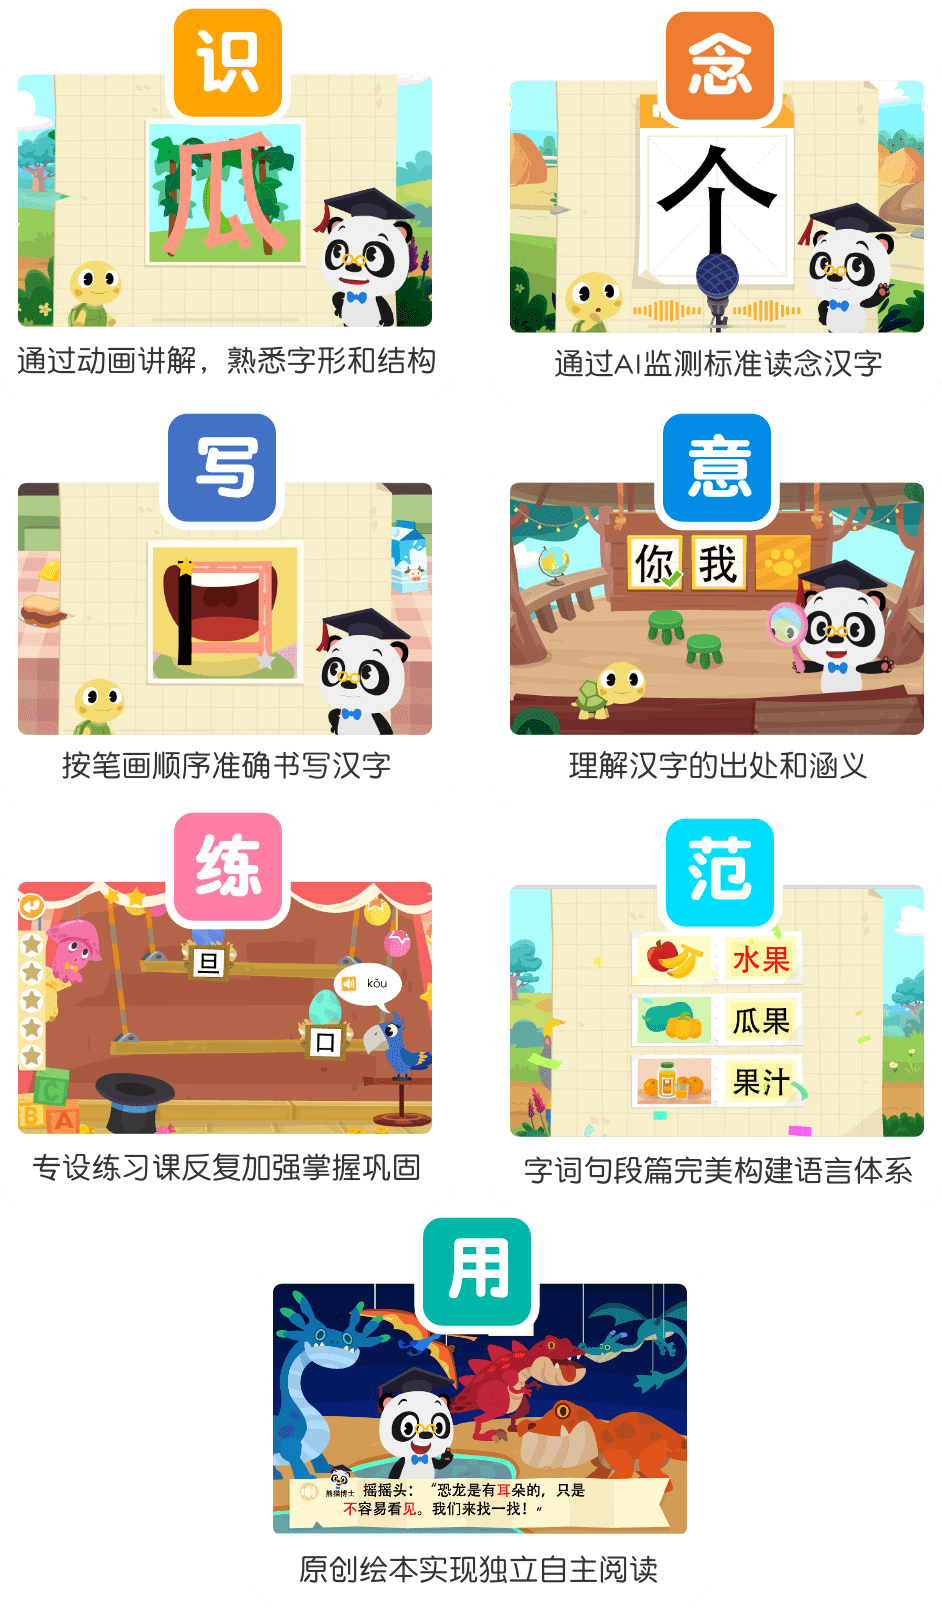 识
瓜
通过动画讲解，熟悉字形和结构
念
个
通过AI监测标准读念汉字
写
按笔画顺序准确书写汉字
意
你
我
理解汉字的出处和涵义
练
旦
kǒu
口
C
B
A
专设练习课反复加强掌握巩固
范
水果
瓜果
果汁
字词句段篇完美构建语言体系
用
熊猫博士
摇摇头：“恐龙是有耳朵的，只是
不容易看见。我们来找一找！”
原创绘本实现独立自主阅读